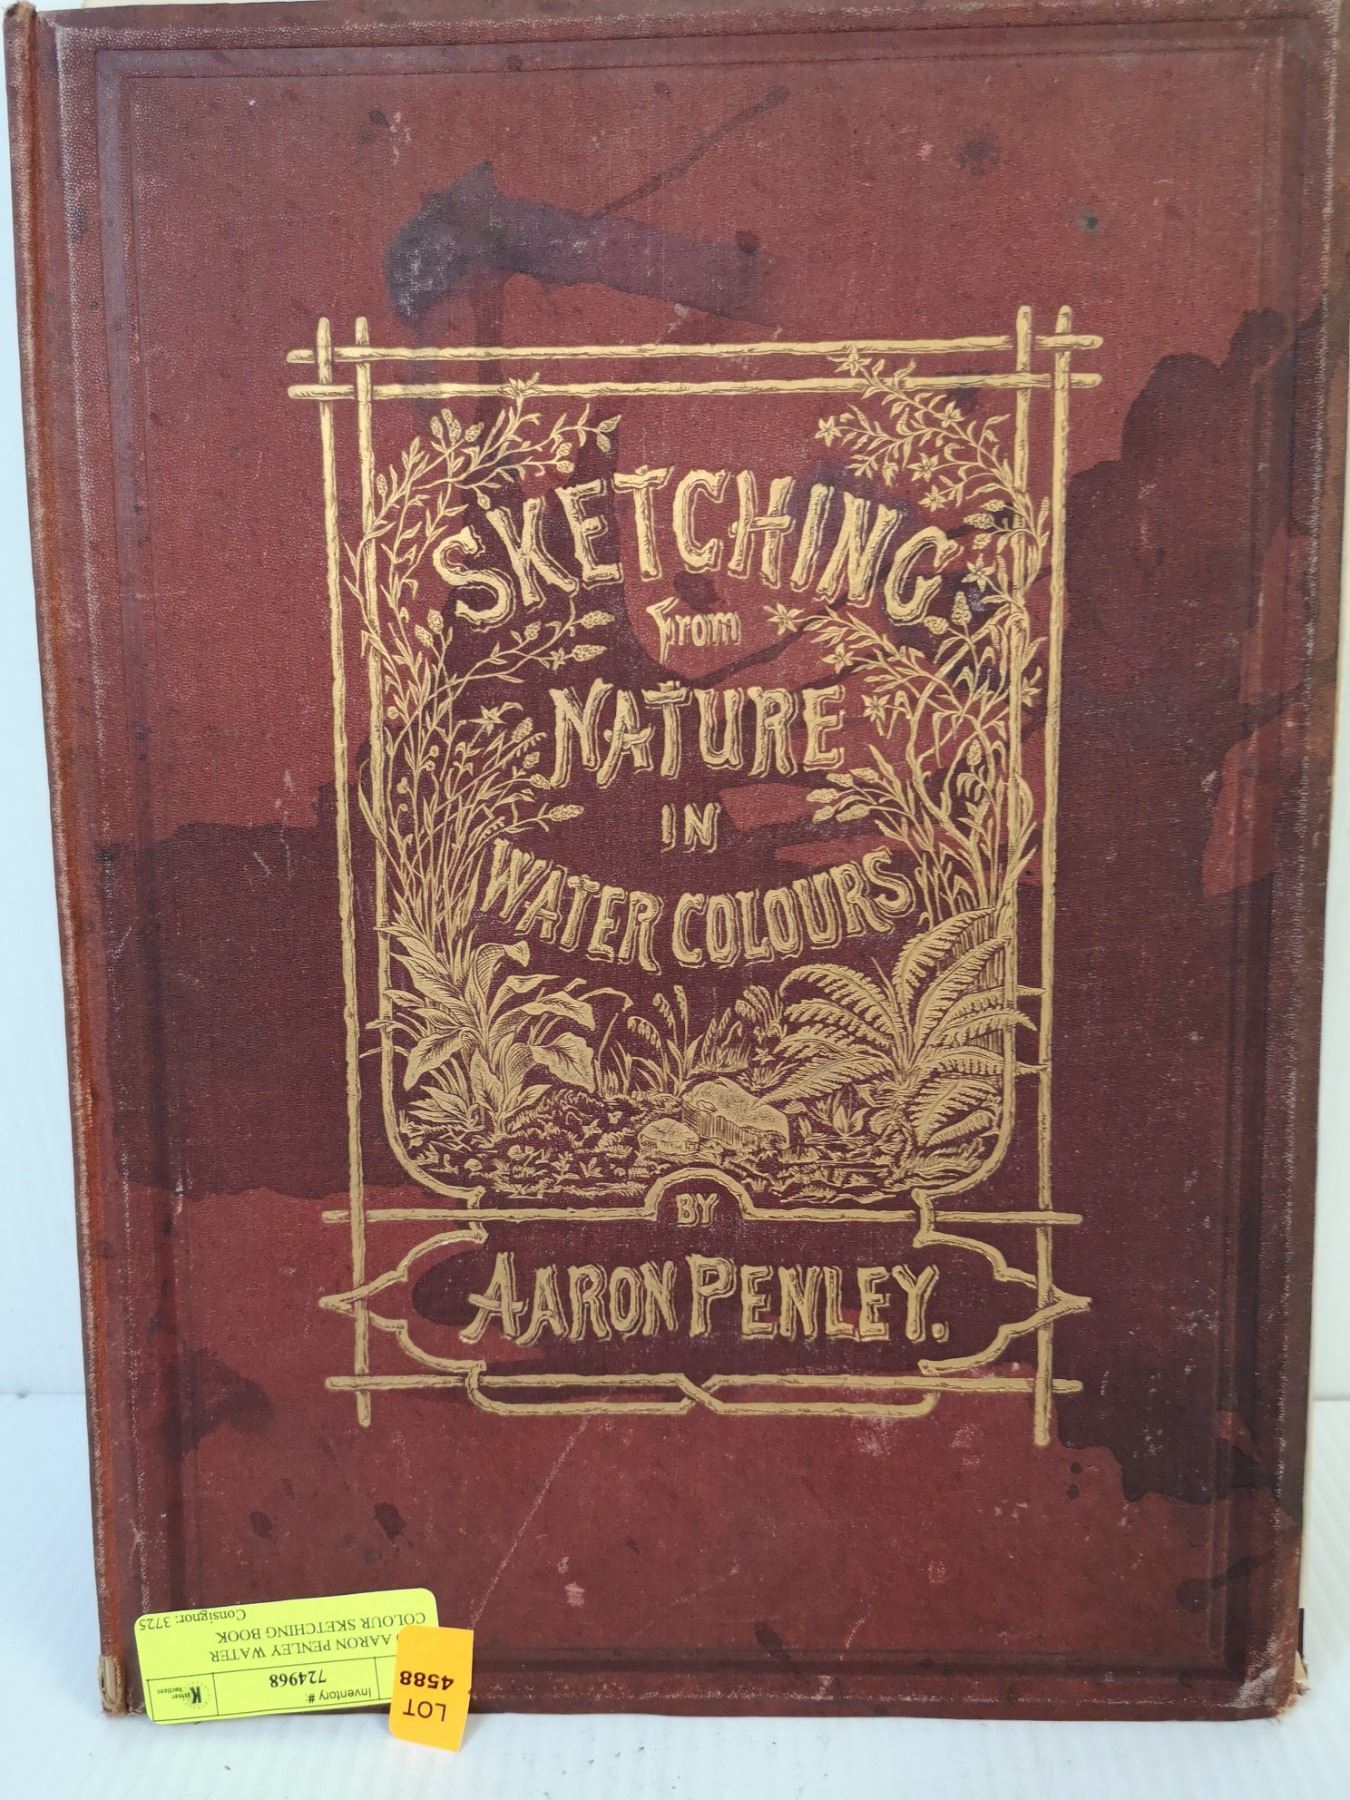 SKETCHING
From
NATURE
IN
WATER COLOURS
BY
AARON PENLEY.
Inventory #:
724968
AARON PENLEY WATER
COLOUR SKETCHING BOOK
Consignor: 3725
LOT
4588